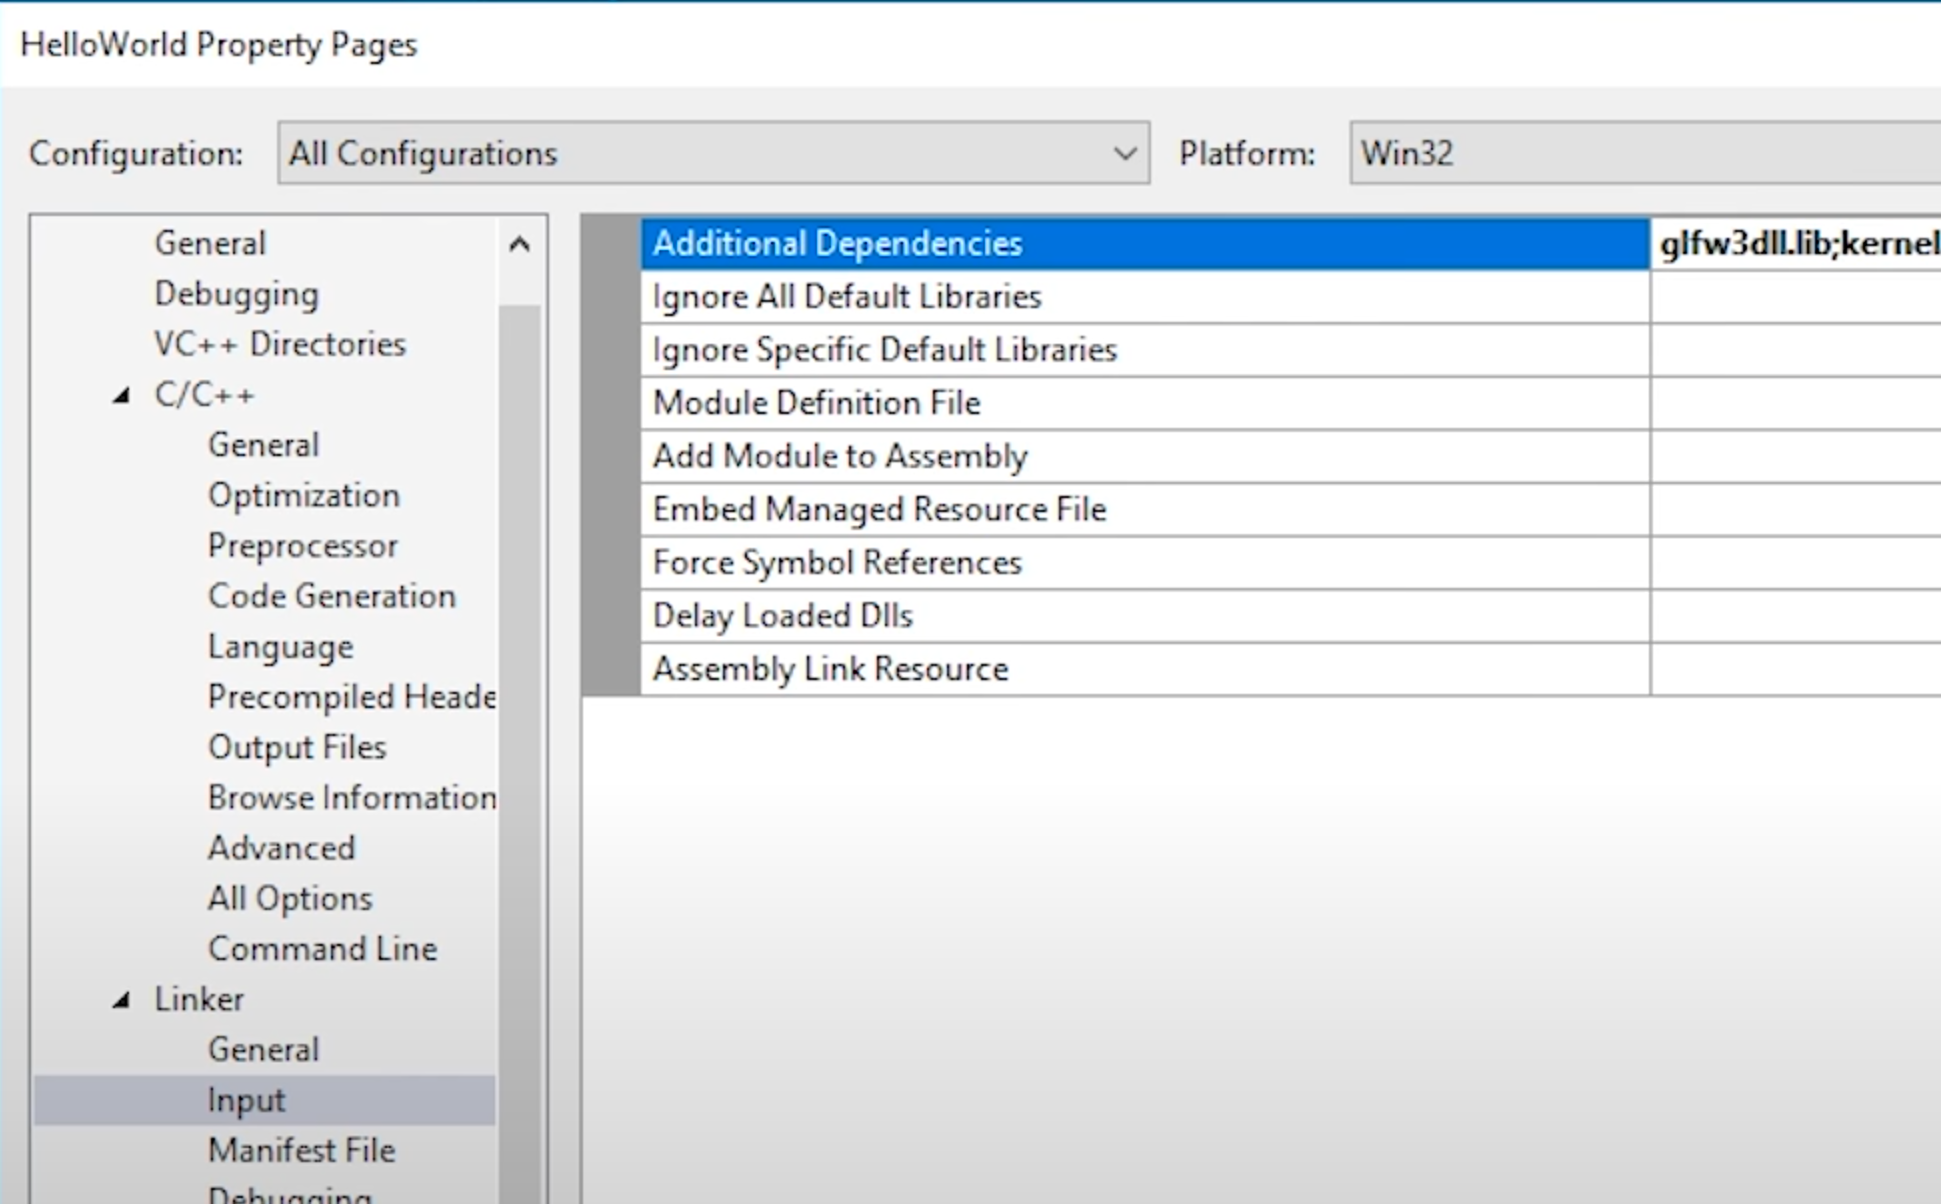 HelloWorld Property Pages
Configuration: All Configurations Platform: Win32
General
Debugging
VC++ Directories
C/C++
General
Optimization
Preprocessor
Code Generation
Language
Precompiled Heade
Output Files
Browse Information
Advanced
All Options
Command Line
Linker
General
Input
Manifest File
Debugging
Additional Dependencies glfw3dll.lib;kernel
Ignore All Default Libraries
Ignore Specific Default Libraries
Module Definition File
Add Module to Assembly
Embed Managed Resource File
Force Symbol References
Delay Loaded Dlls
Assembly Link Resource